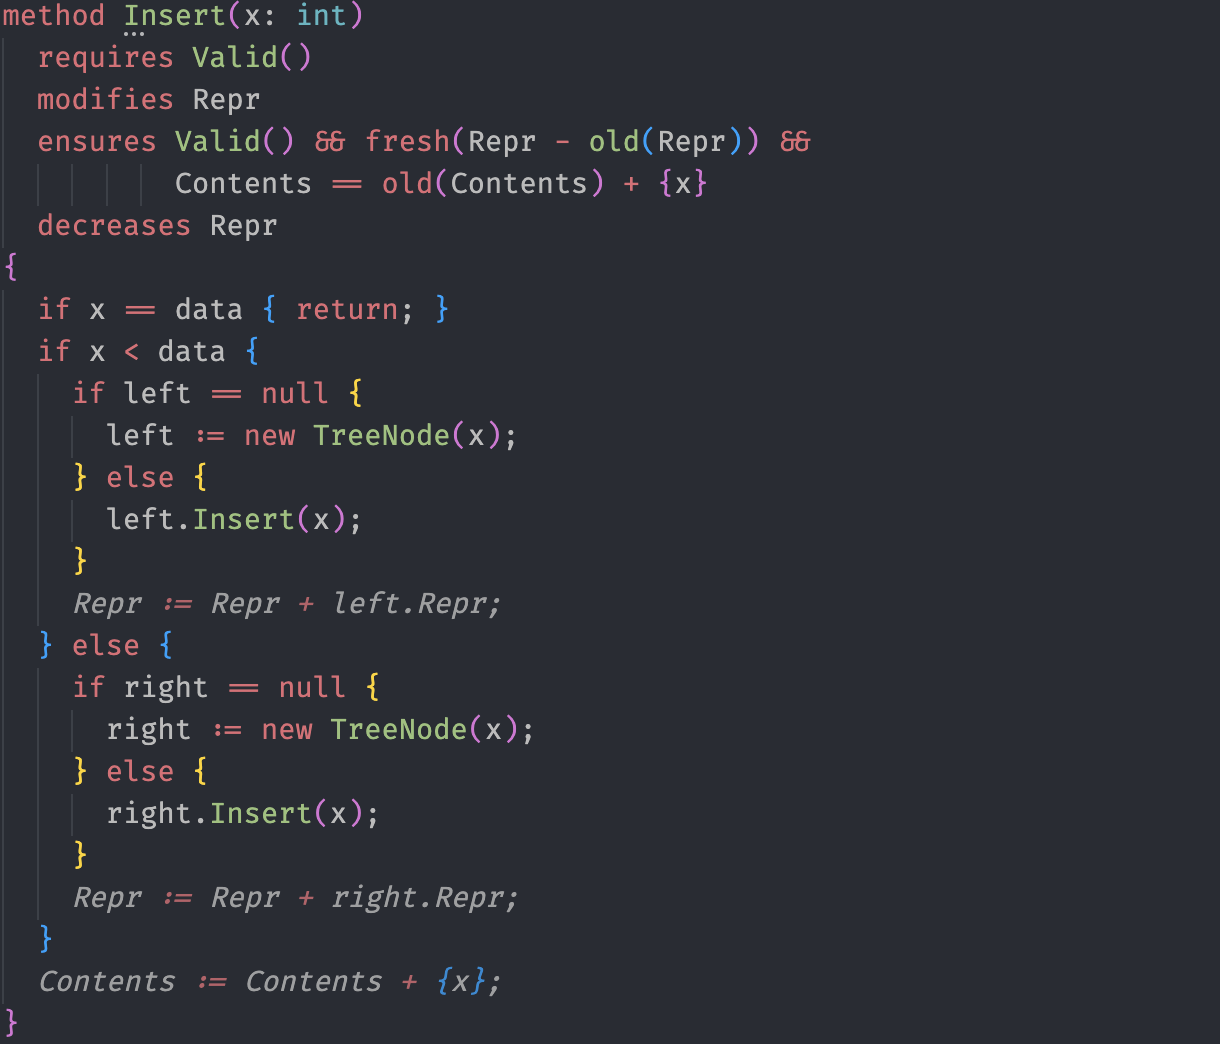 method Insert(x: int)
requires Valid()
modifies Repr
ensures Valid() && fresh(Repr - old(Repr)) &&
Contents == old(Contents) + {x}
decreases Repr
{
if x == data { return; }
if x < data {
if left == null {
left := new TreeNode(x);
} else {
left.Insert(x);
}
Repr := Repr + left.Repr;
} else {
if right == null {
right := new TreeNode(x);
} else {
right.Insert(x);
}
Repr := Repr + right.Repr;
}
Contents := Contents + {x};
}